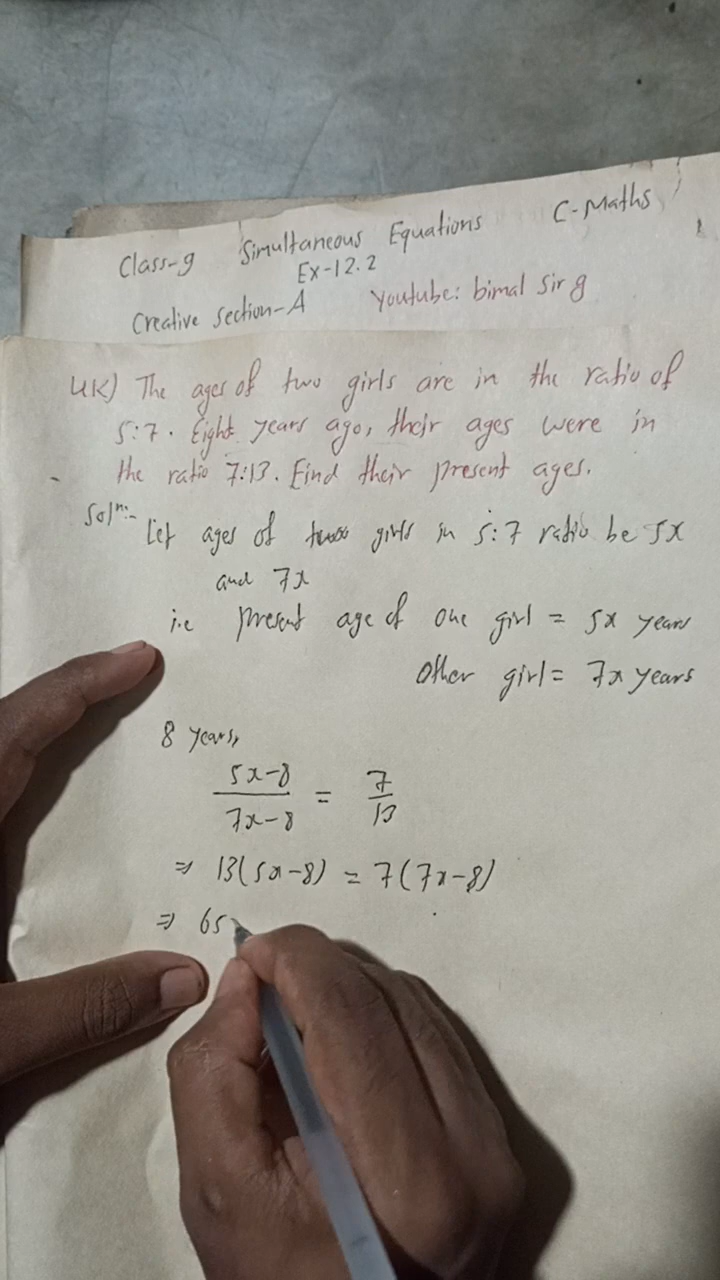 Class-9 Simultaneous Equations C-Maths
Ex-12.2
Creative section-A Youtube: bimal sir g
4K) The ages of two girls are in the ratio of
5:7. Eight years ago, their ages were in
the ratio 7:13. Find their present ages.
Solⁿ:- Let ages of two girls in 5:7 ratio be 5x
and 7x
i.e present age of one girl = 5x years
Other girl = 7x years
8 years,
5x-8 / 7x-8 = 7 / 13
⇒ 13(5x-8) = 7(7x-8)
⇒ 65